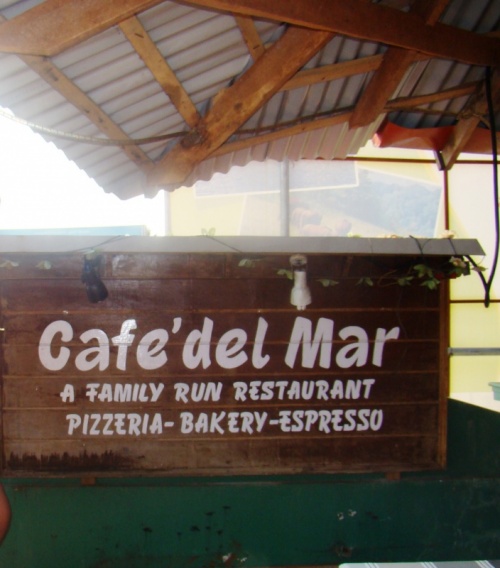 Cafe'del Mar
A FAMILY RUN RESTAURANT
PIZZERIA-BAKERY-ESPRESSO